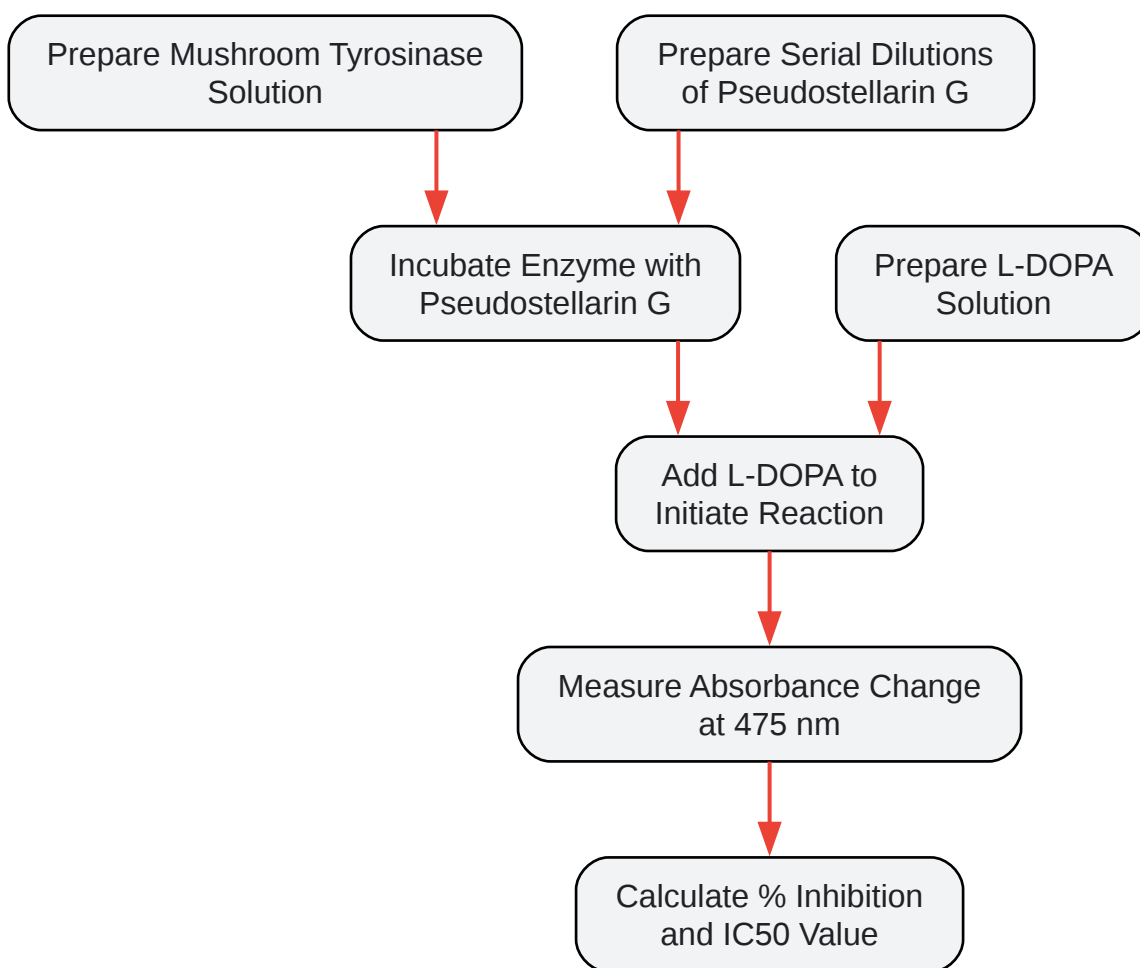 Prepare Mushroom Tyrosinase
Solution
Prepare Serial Dilutions
of Pseudostellarin G
Incubate Enzyme with
Pseudostellarin G
Prepare L-DOPA
Solution
Add L-DOPA to
Initiate Reaction
Measure Absorbance Change
at 475 nm
Calculate % Inhibition
and IC50 Value